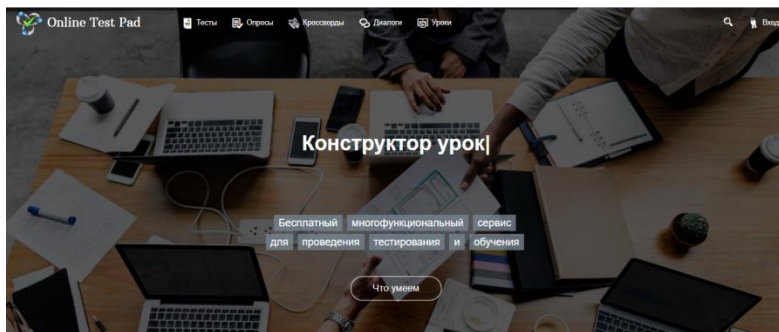 Online Test Pad Тесты Опросы Кроссворды Диалоги Уроки Вход
Конструктор урок|
Бесплатный многофункциональный сервис
для проведения тестирования и обучения
Что умеем